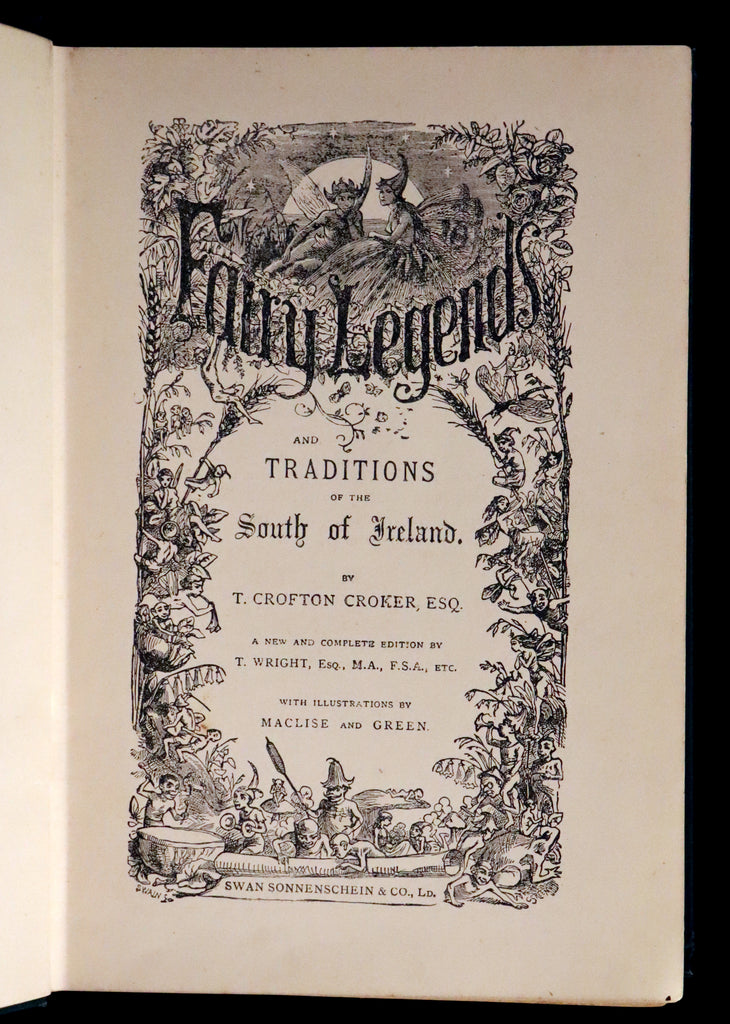 Fairy Legends
AND
TRADITIONS
OF THE
South of Ireland.
BY
T. CROFTON CROKER, ESQ.
A NEW AND COMPLETE EDITION BY
T. WRIGHT, ESQ., M.A., F.S.A., ETC.
WITH ILLUSTRATIONS BY
MACLISE AND GREEN.
SWAN SONNENSCHEIN & CO., LD.
SWAIN S